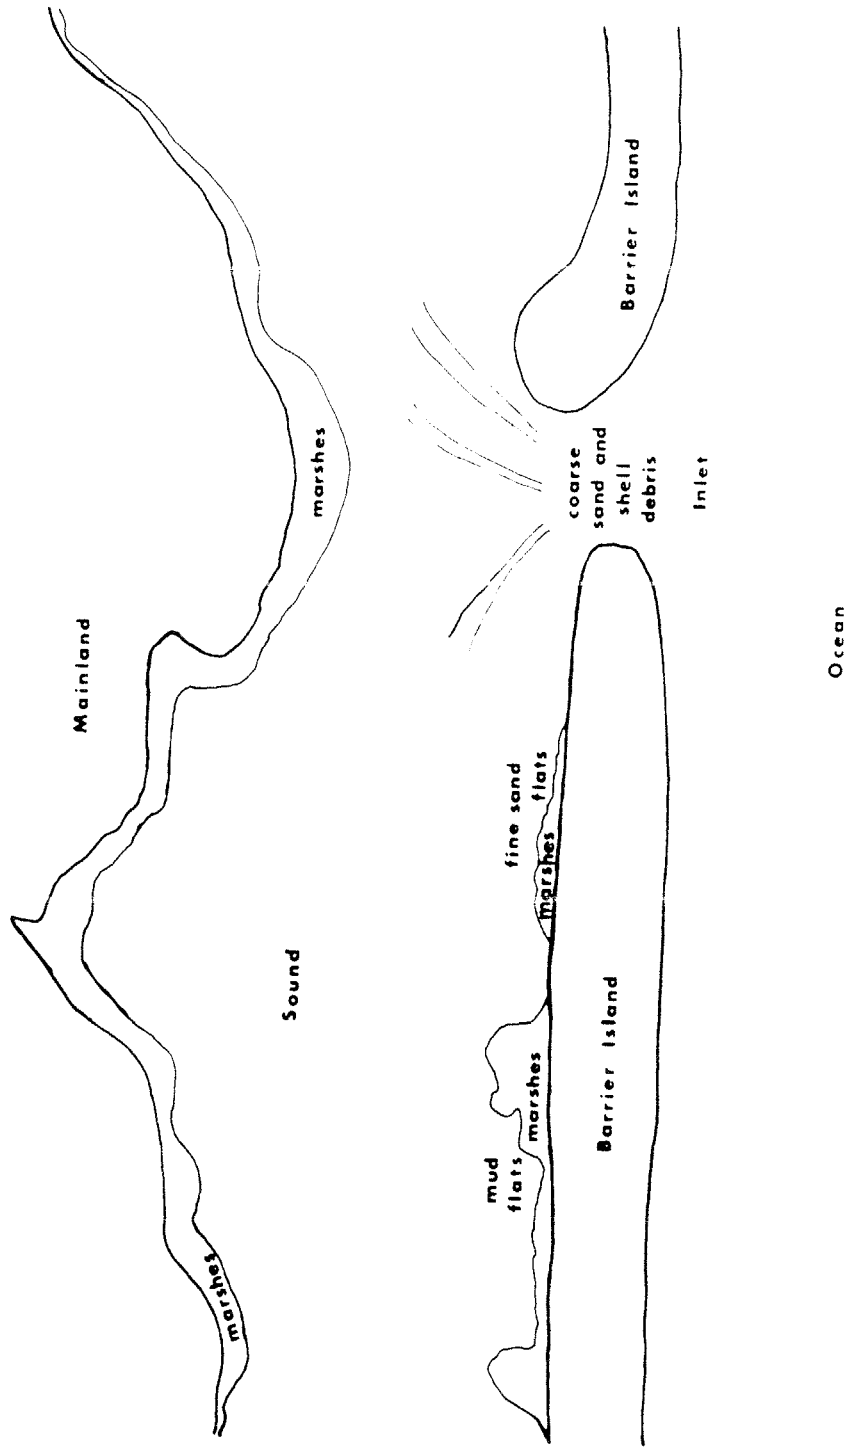 Mainland
marshes
marshes
Sound
mud
flats
marshes
fine sand
flats
marshes
coarse
sand and
shell
debris
Inlet
Barrier Island
Barrier Island
Ocean